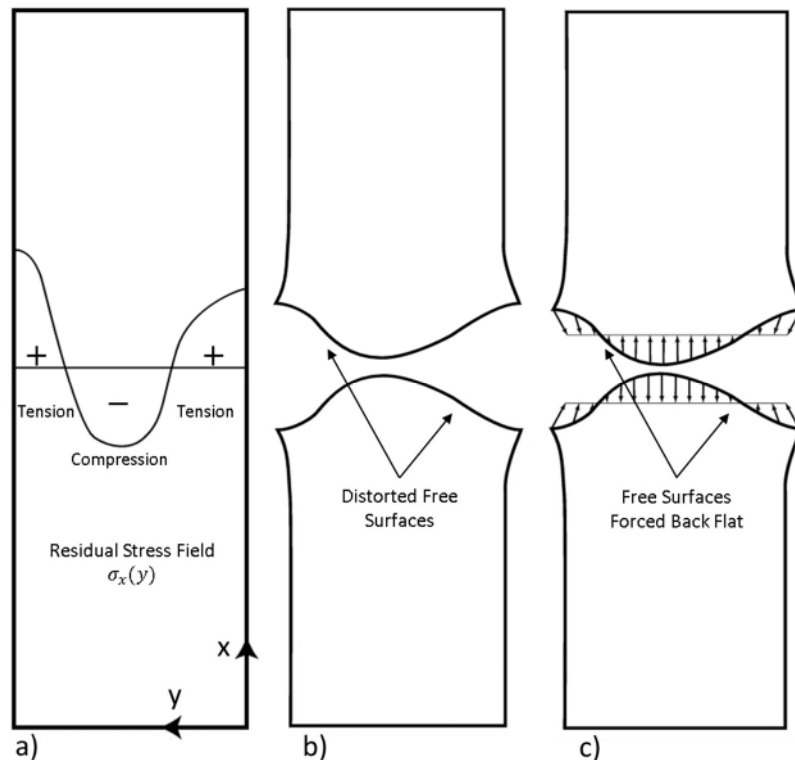 +
+
−
Tension
Tension
Compression
Residual Stress Field
σₓ(y)
x
y
a)
Distorted Free
Surfaces
b)
Free Surfaces
Forced Back Flat
c)